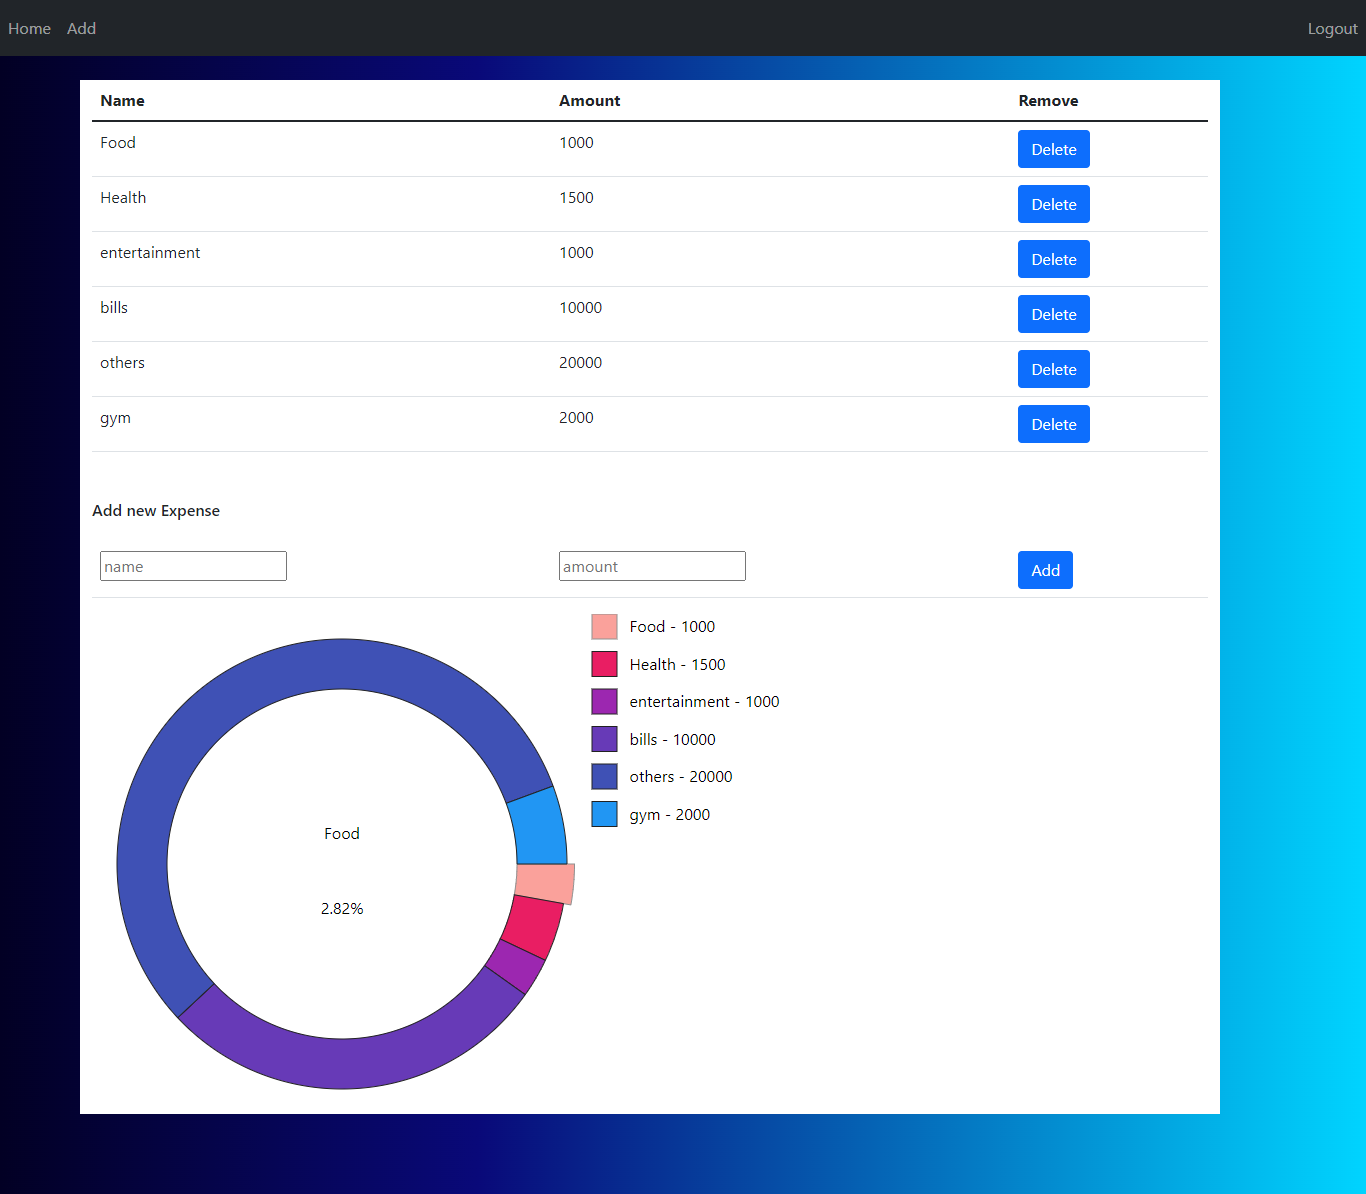 Home Add Logout
Name Amount Remove
Food 1000 Delete
Health 1500 Delete
entertainment 1000 Delete
bills 10000 Delete
others 20000 Delete
gym 2000 Delete
Add new Expense
name amount Add
Food - 1000
Health - 1500
entertainment - 1000
bills - 10000
others - 20000
gym - 2000
Food
2.82%